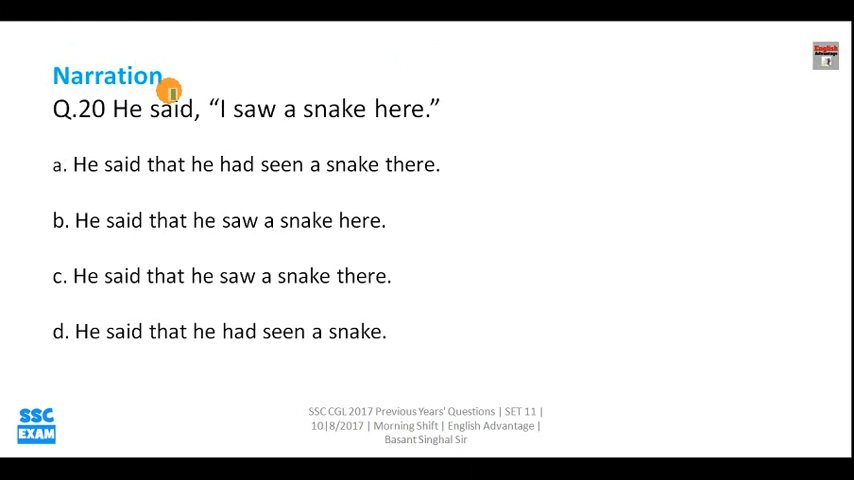 English
Advantage
Narration
Q.20 He said, “I saw a snake here.”
a. He said that he had seen a snake there.
b. He said that he saw a snake here.
c. He said that he saw a snake there.
d. He said that he had seen a snake.
SSC
EXAM
SSC CGL 2017 Previous Years' Questions | SET 11 |
10|8/2017 | Morning Shift | English Advantage |
Basant Singhal Sir